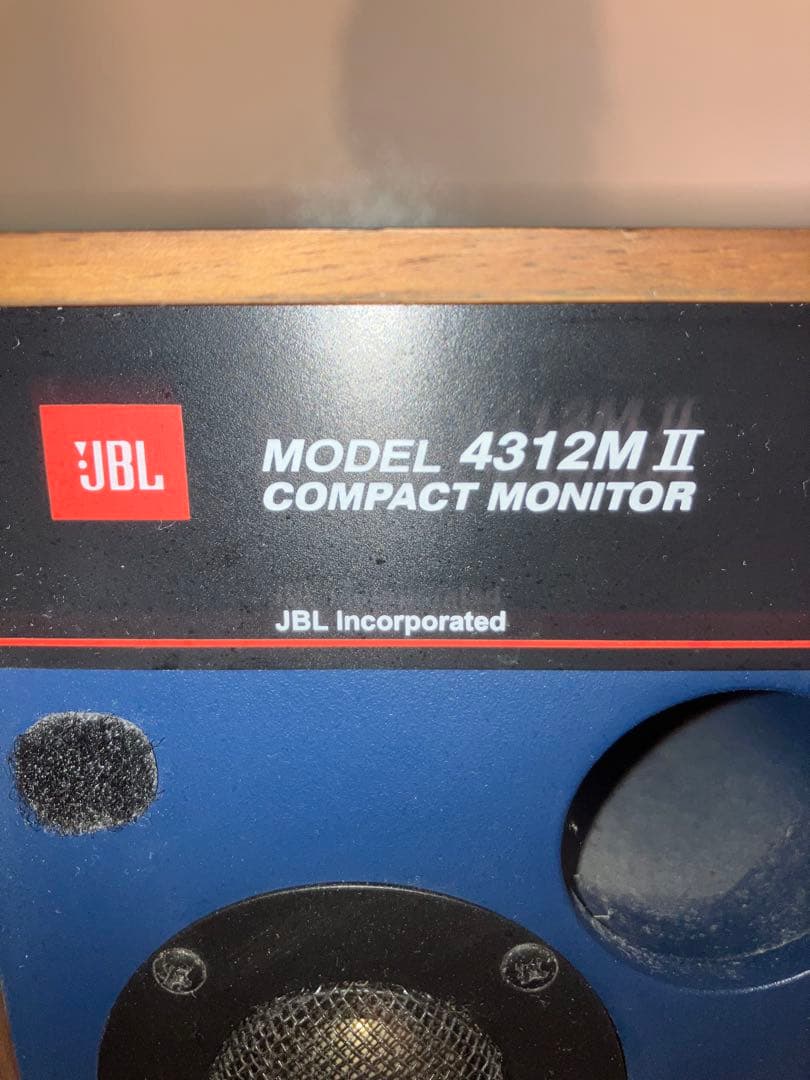 JBL
MODEL 4312M II
COMPACT MONITOR
JBL Incorporated